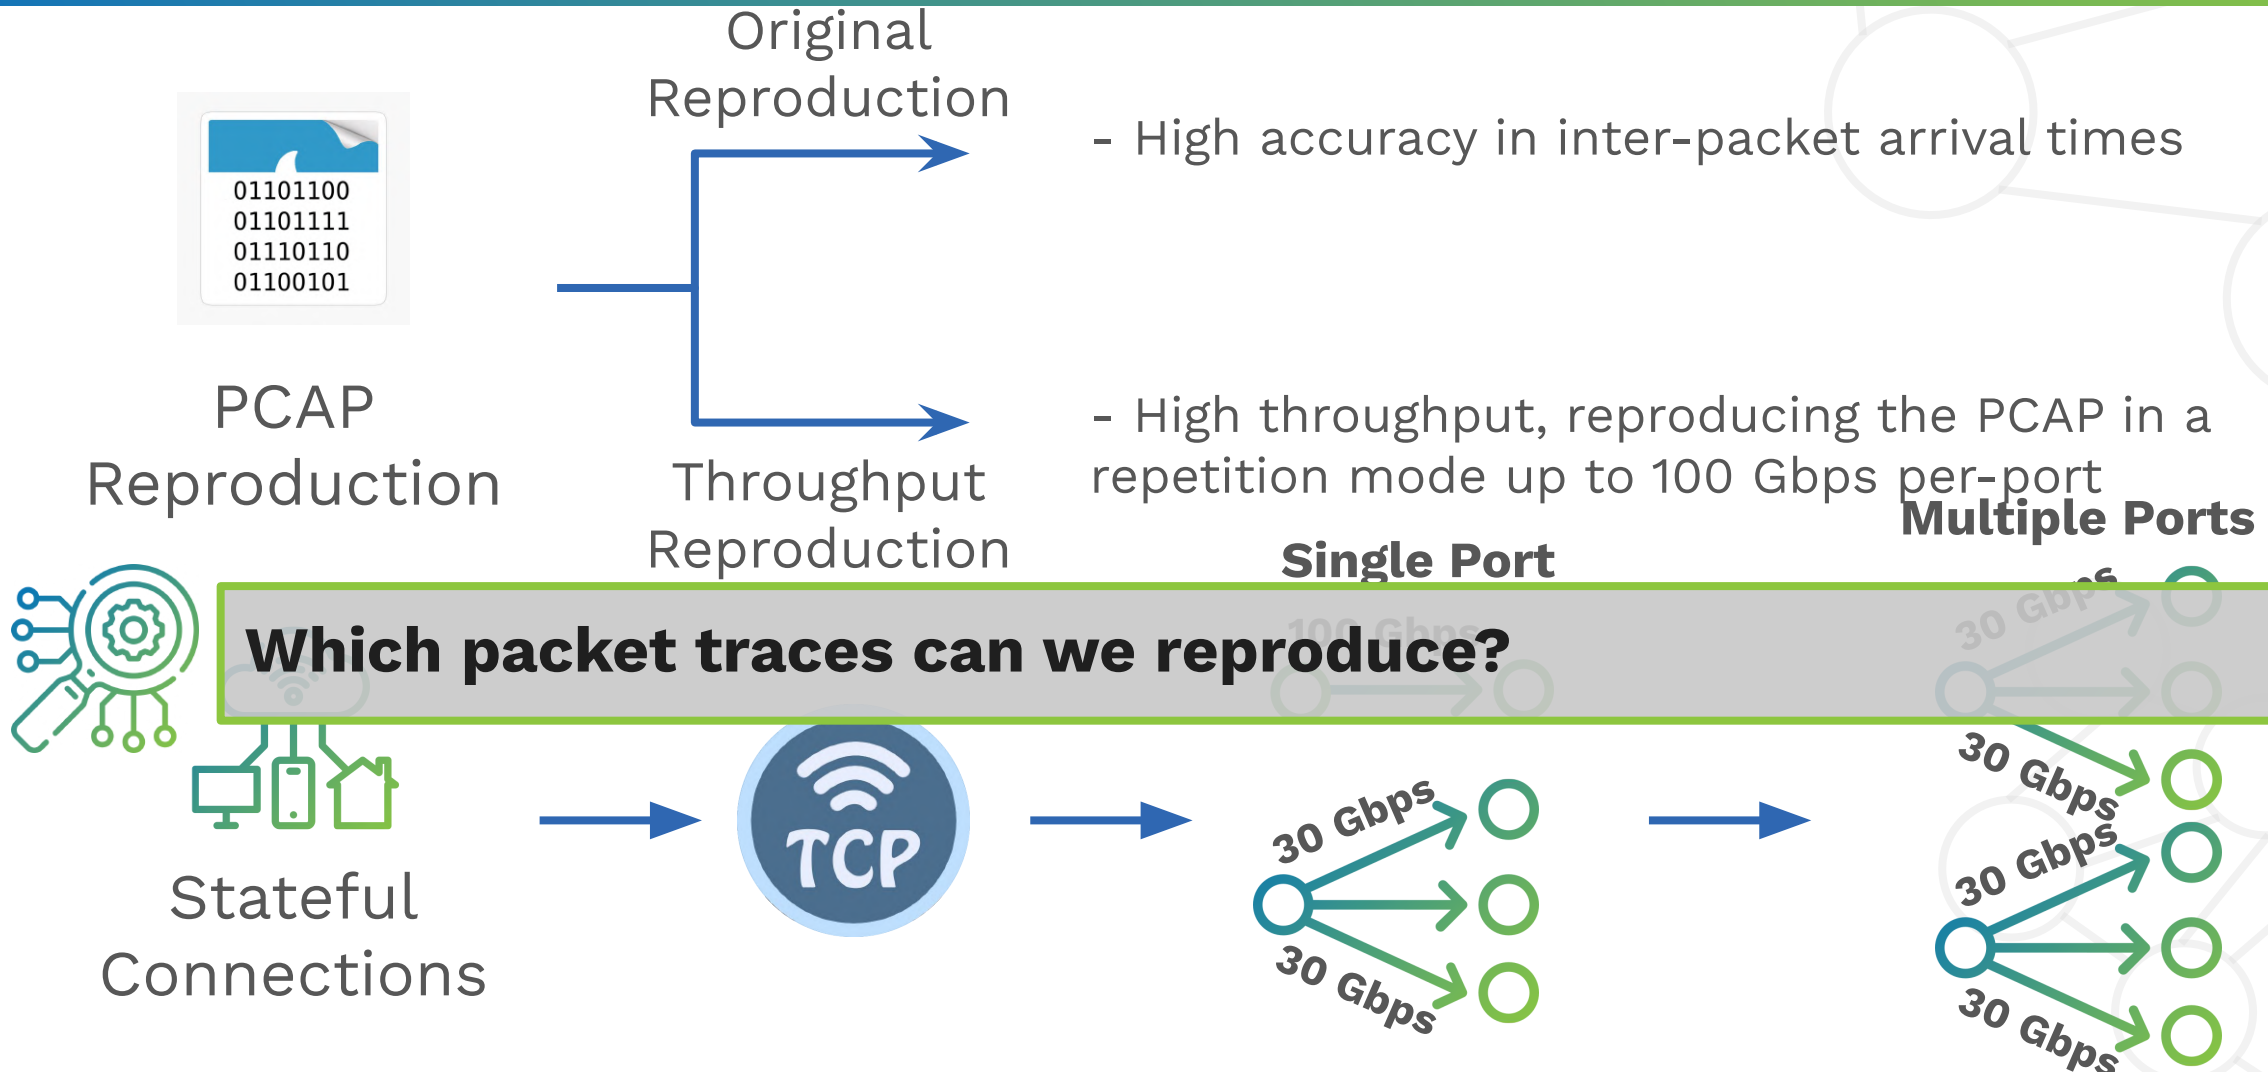 Original
Reproduction
- High accuracy in inter-packet arrival times
01101100
01101111
01110110
01100101
PCAP
Reproduction
Throughput
Reproduction
- High throughput, reproducing the PCAP in a
repetition mode up to 100 Gbps per-port
Single Port
Multiple Ports
100 Gbps
30 Gbps
Which packet traces can we reproduce?
30 Gbps
Stateful
Connections
TCP
30 Gbps
30 Gbps
30 Gbps
30 Gbps